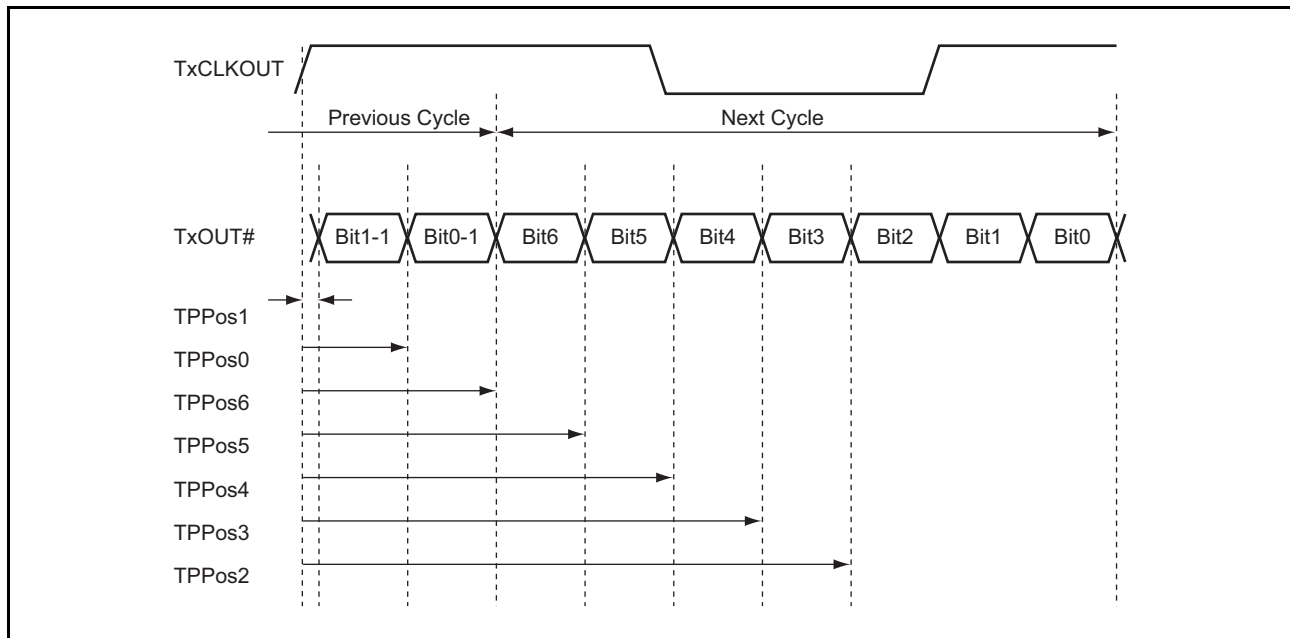 TxCLKOUT
Previous Cycle Next Cycle
TxOUT# Bit1-1 Bit0-1 Bit6 Bit5 Bit4 Bit3 Bit2 Bit1 Bit0
TPPos1
TPPos0
TPPos6
TPPos5
TPPos4
TPPos3
TPPos2